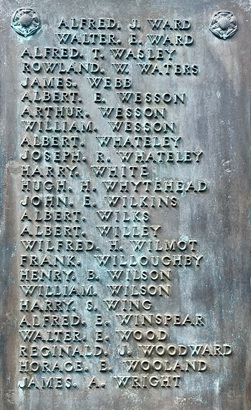 ALFRED. J. WARD
WALTER. E. WARD
ALFRED. T. WASLEY
ROWLAND. W. WATERS
JAMES. WEBB
ALBERT. E. WESSON
ARTHUR. WESSON
WILLIAM. WESSON
ALBERT. WHATELEY
JOSEPH. R. WHATELEY
HARRY. WHITE
HUGH. H. WHYTEHEAD
JOHN. E. WILKINS
ALBERT. WILKS
ALBERT. WILLEY
WILFRED. H. WILMOT
FRANK. WILLOUGHBY
HENRY. B. WILSON
WILLIAM. WILSON
HARRY. S. WING
ALFRED. E. WINSPEAR
WALTER. E. WOOD
REGINALD. J. WOODWARD
HORACE. E. WOOLAND
JAMES. A. WRIGHT